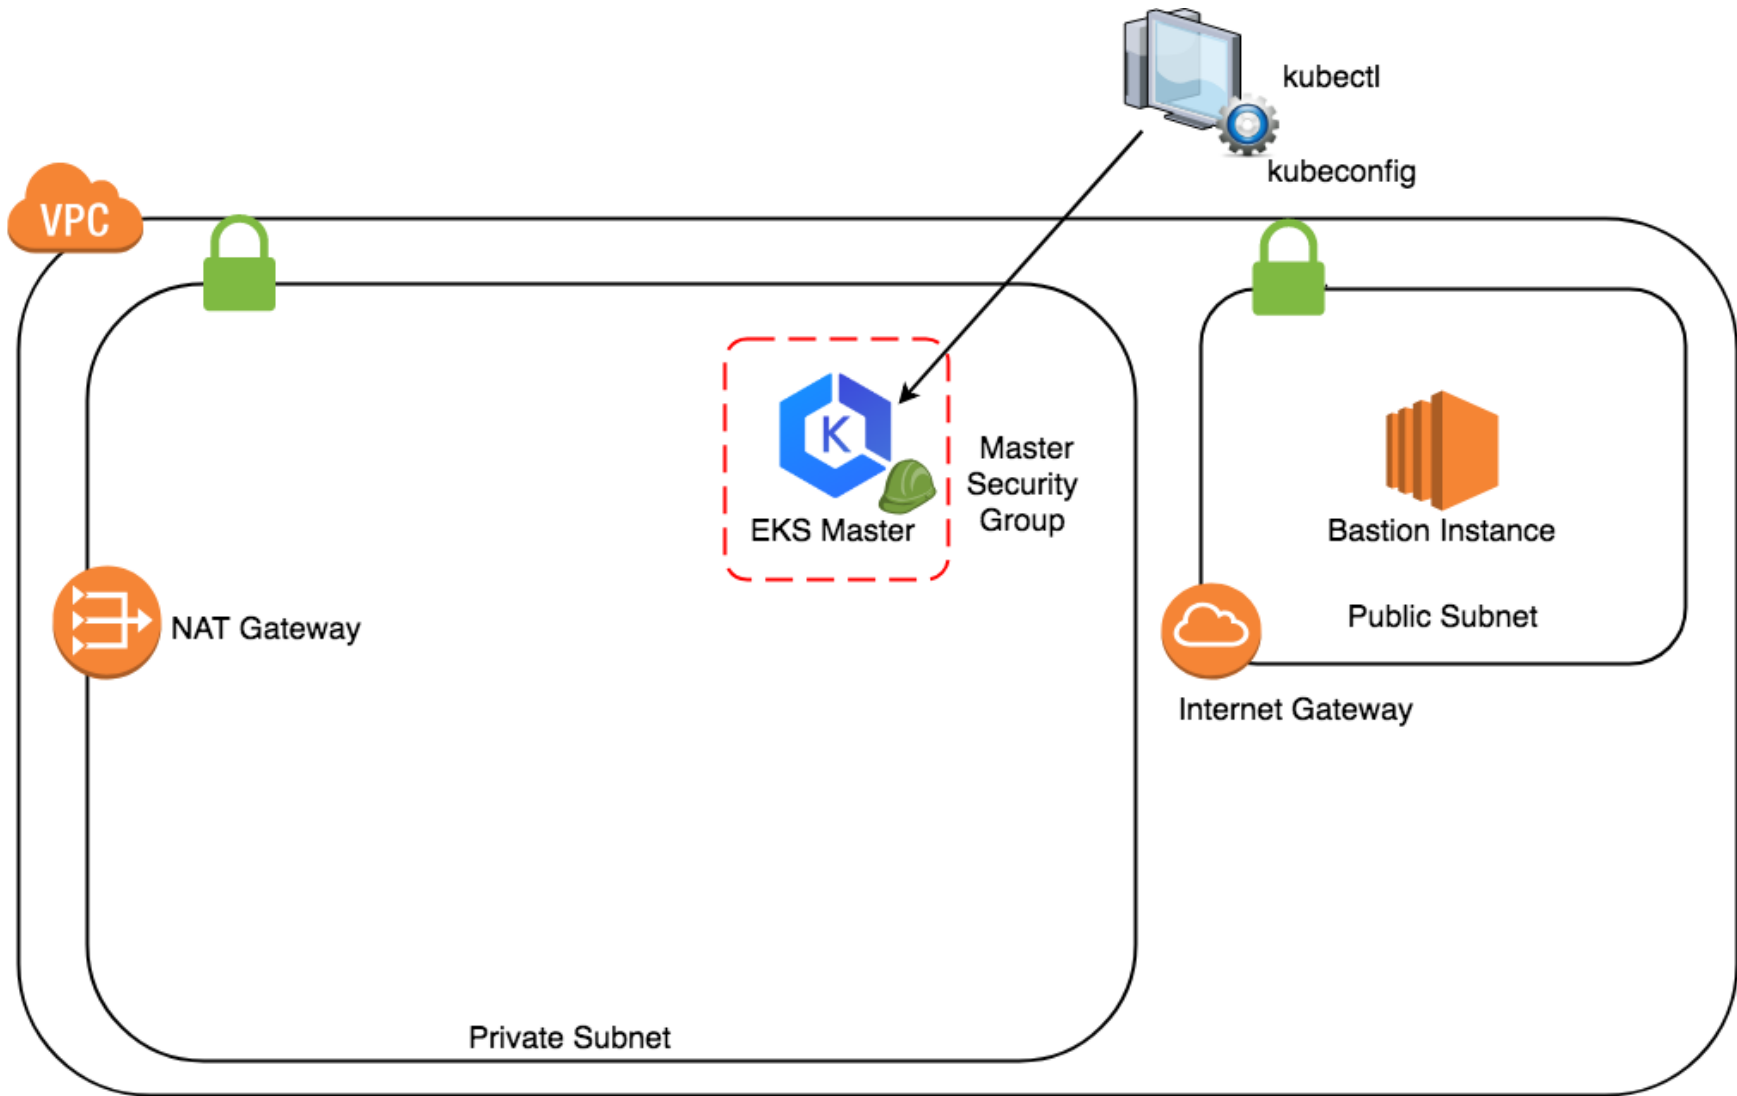 kubectl
kubeconfig
VPC
K
EKS Master
Master
Security
Group
Bastion Instance
Public Subnet
NAT Gateway
Internet Gateway
Private Subnet